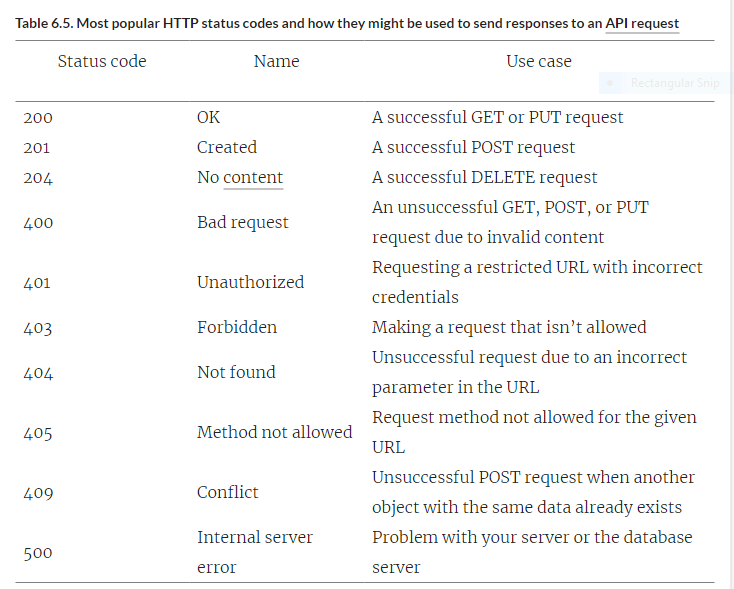 Table 6.5. Most popular HTTP status codes and how they might be used to send responses to an API request
Status code Name Use case
Rectangular Snip
200 OK A successful GET or PUT request
201 Created A successful POST request
204 No content A successful DELETE request
400 Bad request An unsuccessful GET, POST, or PUT
request due to invalid content
401 Unauthorized Requesting a restricted URL with incorrect
credentials
403 Forbidden Making a request that isn’t allowed
404 Not found Unsuccessful request due to an incorrect
parameter in the URL
405 Method not allowed Request method not allowed for the given
URL
409 Conflict Unsuccessful POST request when another
object with the same data already exists
500 Internal server Problem with your server or the database
error server